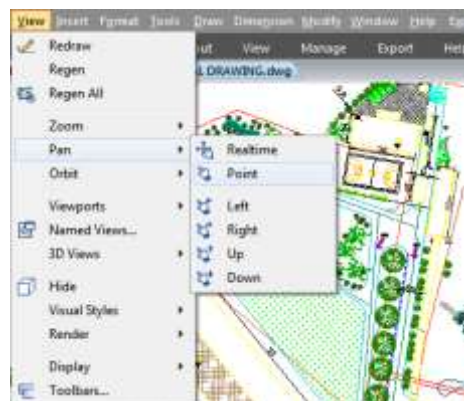 View Insert Format Tools Draw Dimension Modify Window Help
out View Manage Export Help
L DRAWING.dwg
Redraw
Regen
Regen All
Zoom
Pan
Orbit
Viewports
Named Views...
3D Views
Hide
Visual Styles
Render
Display
Toolbars...
Realtime
Point
Left
Right
Up
Down